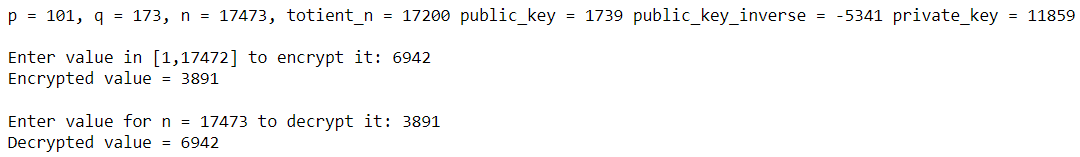 p = 101, q = 173, n = 17473, totient_n = 17200 public_key = 1739 public_key_inverse = -5341 private_key = 11859
Enter value in [1,17472] to encrypt it: 6942
Encrypted value = 3891
Enter value for n = 17473 to decrypt it: 3891
Decrypted value = 6942